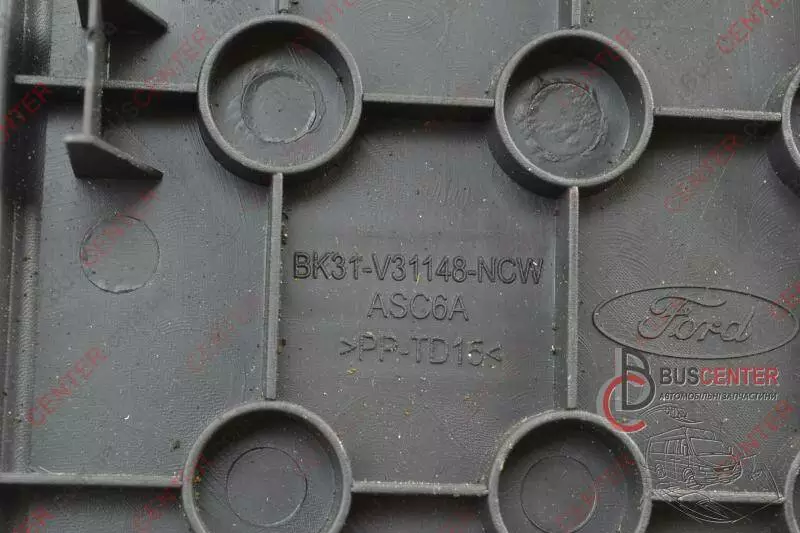 BK31-V31148-NCW
ASC6A
>PP-TD15<
Ford
BUSCENTER
АВТОМОБІЛЬНІ ЗАПЧАСТИНИ